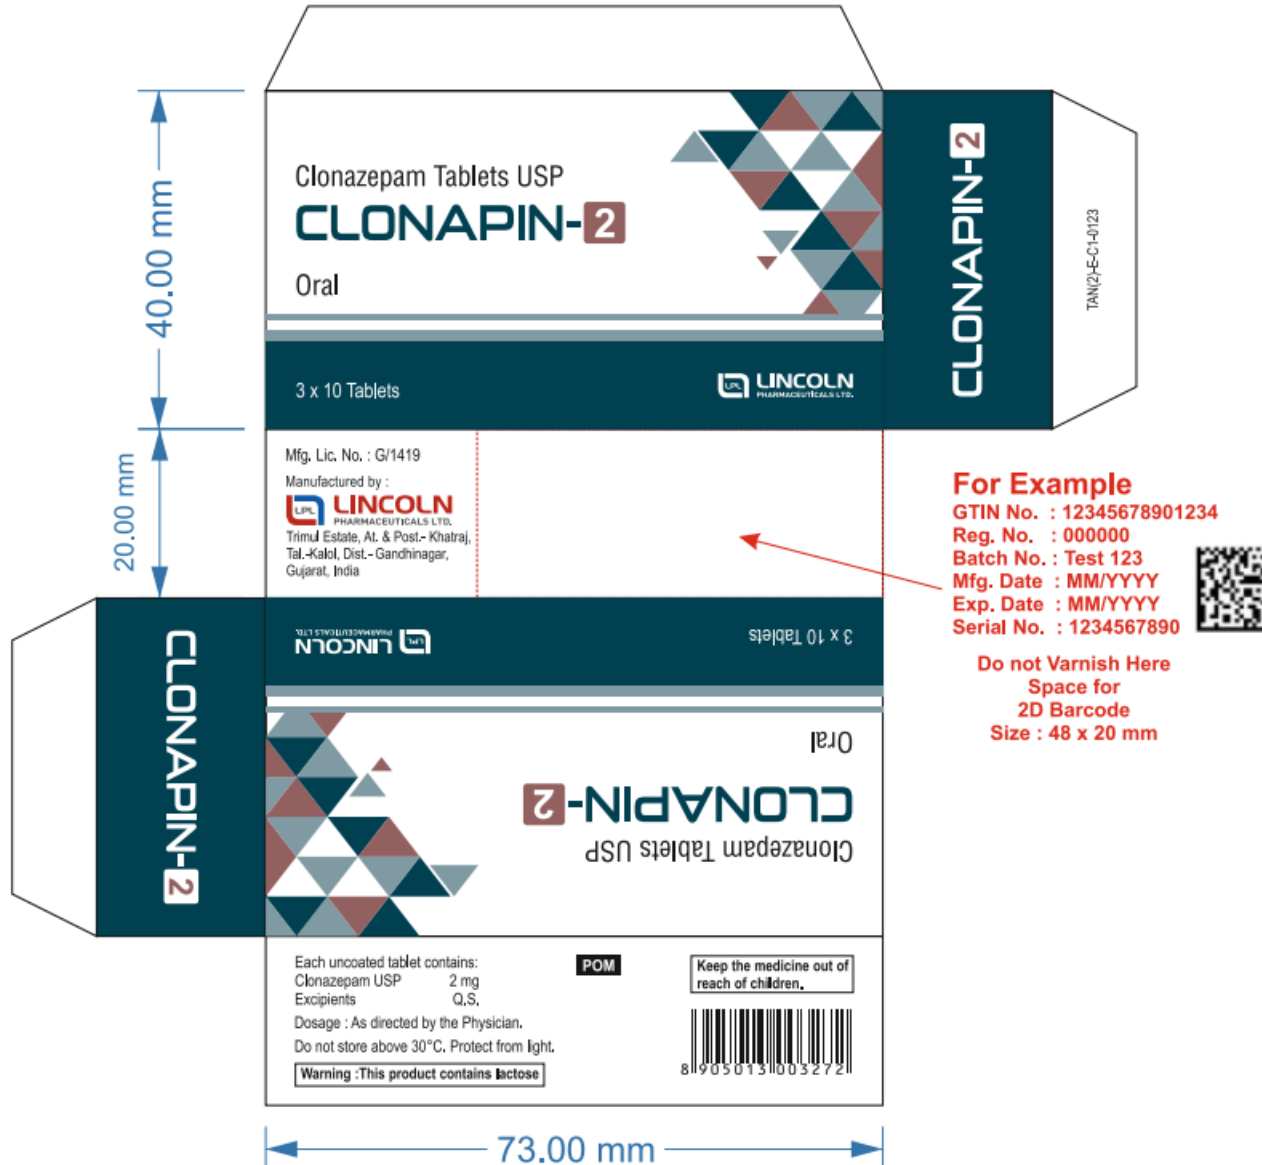 40.00 mm
Clonazepam Tablets USP
CLONAPIN-2
Oral
3 x 10 Tablets
LPL LINCOLN
PHARMACEUTICALS LTD.
CLONAPIN-2
TAN(2)-E-C1-0123
20.00 mm
Mfg. Lic. No. : G/1419
Manufactured by :
LPL LINCOLN
PHARMACEUTICALS LTD.
Trimul Estate, At. & Post.- Khatraj,
Tal.-Kalol, Dist.- Gandhinagar,
Gujarat, India
For Example
GTIN No. : 12345678901234
Reg. No. : 000000
Batch No. : Test 123
Mfg. Date : MM/YYYY
Exp. Date : MM/YYYY
Serial No. : 1234567890
Do not Varnish Here
Space for
2D Barcode
Size : 48 x 20 mm
CLONAPIN-2
Clonazepam Tablets USP
CLONAPIN-2
Oral
3 x 10 Tablets
LPL LINCOLN
PHARMACEUTICALS LTD.
Each uncoated tablet contains:
Clonazepam USP 2 mg
Excipients Q.S.
Dosage : As directed by the Physician.
Do not store above 30°C. Protect from light.
Warning :This product contains lactose
POM
Keep the medicine out of
reach of children.
8 905013 003272
73.00 mm